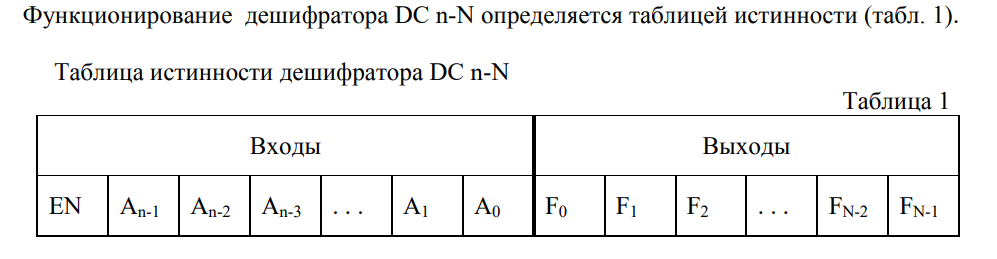 Функционирование дешифратора DC n-N определяется таблицей истинности (табл. 1).
Таблица истинности дешифратора DC n-N
Таблица 1
Входы Выходы
EN Aₙ₋₁ Aₙ₋₂ Aₙ₋₃ . . . A₁ A₀ F₀ F₁ F₂ . . . F_N-2 F_N-1